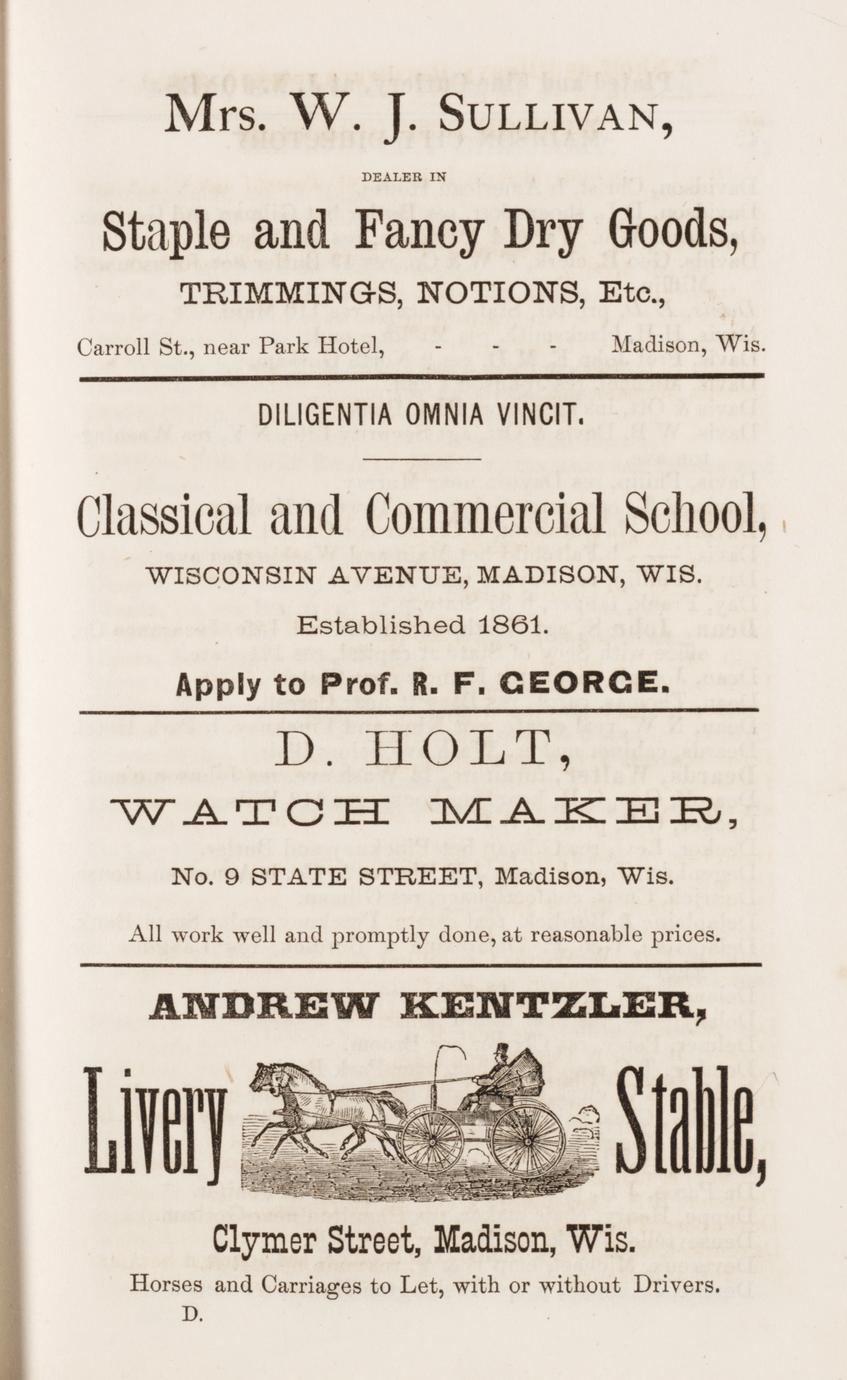 Mrs. W. J. SULLIVAN,
DEALER IN
Staple and Fancy Dry Goods,
TRIMMINGS, NOTIONS, Etc.,
Carroll St., near Park Hotel, - - - Madison, Wis.
DILIGENTIA OMNIA VINCIT.
Classical and Commercial School,
WISCONSIN AVENUE, MADISON, WIS.
Established 1861.
Apply to Prof. R. F. GEORGE.
D. HOLT,
WATCH MAKER,
No. 9 STATE STREET, Madison, Wis.
All work well and promptly done, at reasonable prices.
ANDREW KENTZLER,
Livery Stable,
Clymer Street, Madison, Wis.
Horses and Carriages to Let, with or without Drivers.
D.